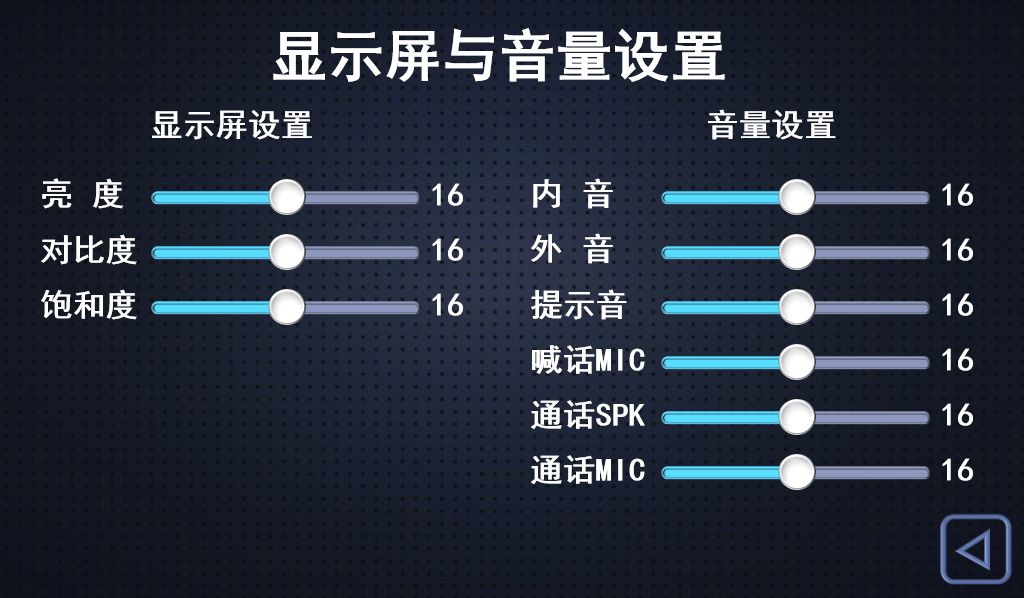 显示屏与音量设置
显示屏设置
亮 度 16
对比度 16
饱和度 16
音量设置
内 音 16
外 音 16
提示音 16
喊话MIC 16
通话SPK 16
通话MIC 16